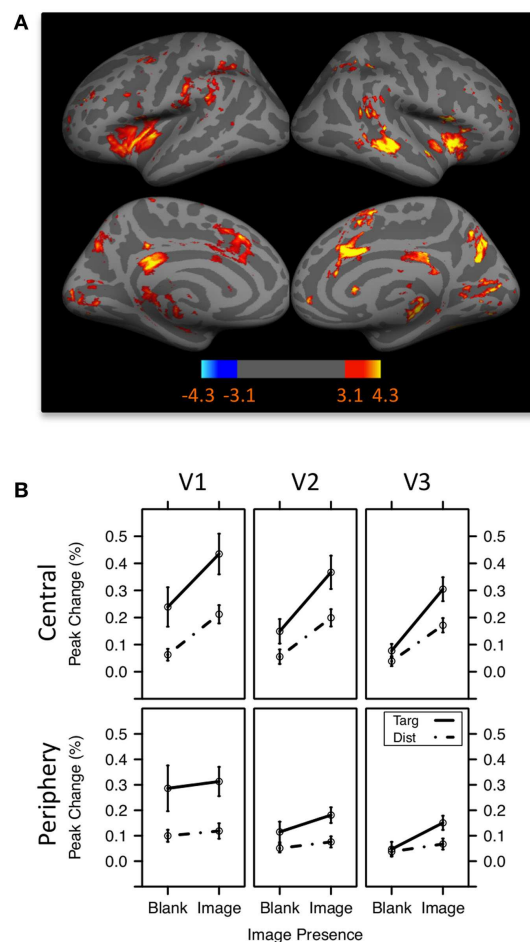 A
-4.3 -3.1 3.1 4.3
B
V1 V2 V3
Central
Peak Change (%)
0.5 0.5
0.4 0.4
0.3 0.3
0.2 0.2
0.1 0.1
0.0 0.0
Periphery
Peak Change (%)
Targ
Dist
0.5 0.5
0.4 0.4
0.3 0.3
0.2 0.2
0.1 0.1
0.0 0.0
Blank Image Blank Image Blank Image
Image Presence